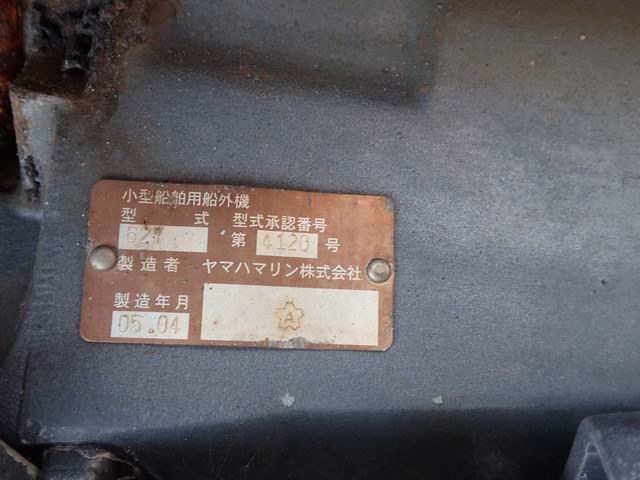 小型船舶用船外機
型 式 型式承認番号
第 4120 号
製造者 ヤマハマリン株式会社
製造年月
05.04